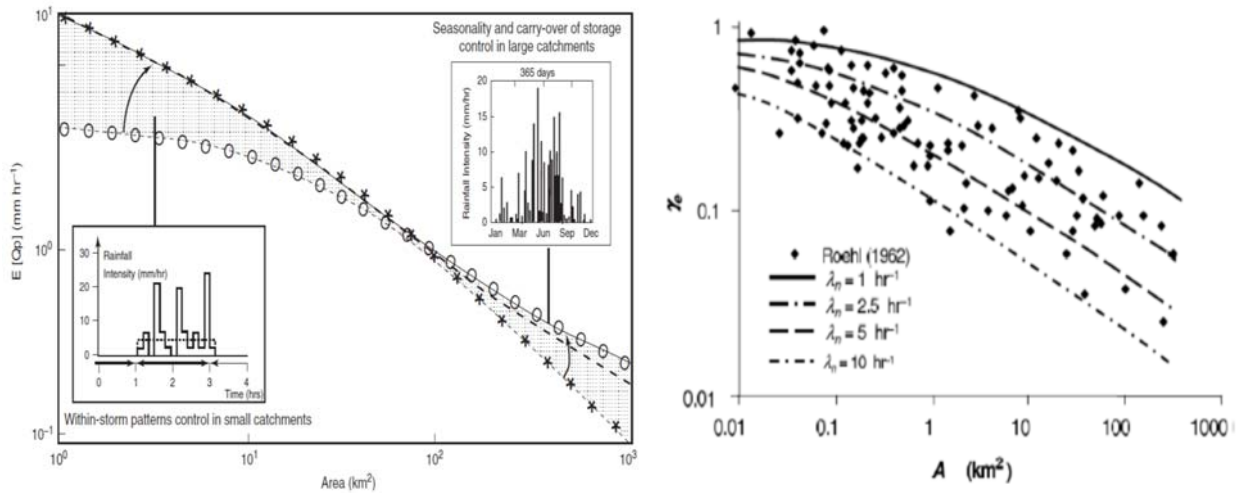 10¹
10⁰
10⁻¹
E [Qp] (mm hr⁻¹)
Seasonality and carry-over of storage
control in large catchments
365 days
20
15
10
5
0
Rainfall Intensity (mm/hr)
Jan Mar Jun Sep Dec
Rainfall
Intensity (mm/hr)
30
20
10
0
0 1 2 3 4
Time (hrs)
Within-storm patterns control in small catchments
10⁰ 10¹ 10² 10³
Area (km²)
1
0.1
0.01
Roehl (1962)
λn = 1 hr⁻¹
λn = 2.5 hr⁻¹
λn = 5 hr⁻¹
λn = 10 hr⁻¹
0.01 0.1 1 10 100 1000
A (km²)